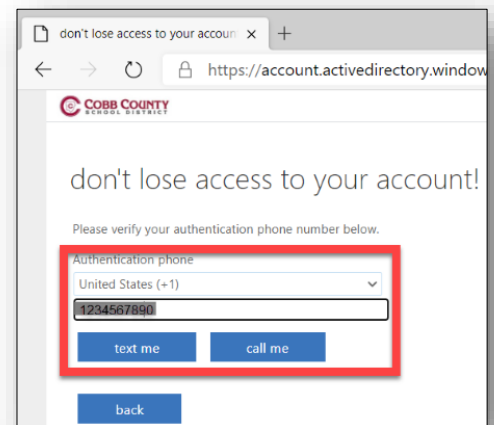 don't lose access to your accoun
https://account.activedirectory.window
COBB COUNTY
SCHOOL DISTRICT
don't lose access to your account!
Please verify your authentication phone number below.
Authentication phone
United States (+1)
1234567890
text me call me
back